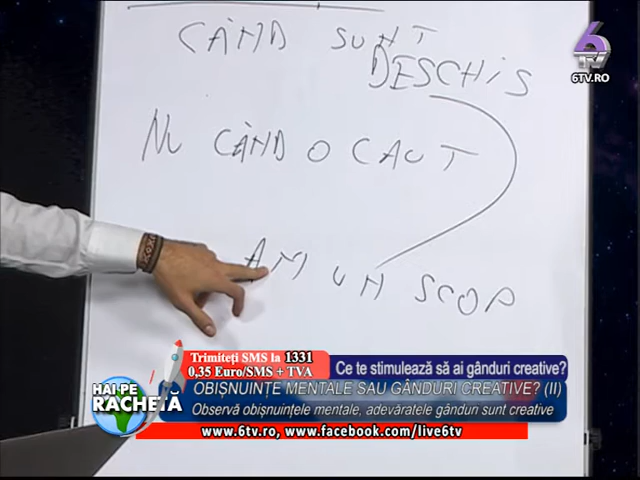 CÂND SUNT
DESCHIS
NU CÂND O CAUT
AM UN SCOP
6
TV
6TV.RO
Trimiteți SMS la 1331
0,35 Euro/SMS + TVA
Ce te stimulează să ai gânduri creative?
HAI PE
RACHETĂ
OBIȘNUINȚE MENTALE SAU GÂNDURI CREATIVE? (II)
Observă obișnuințele mentale, adevăratele gânduri sunt creative
www.6tv.ro, www.facebook.com/live6tv